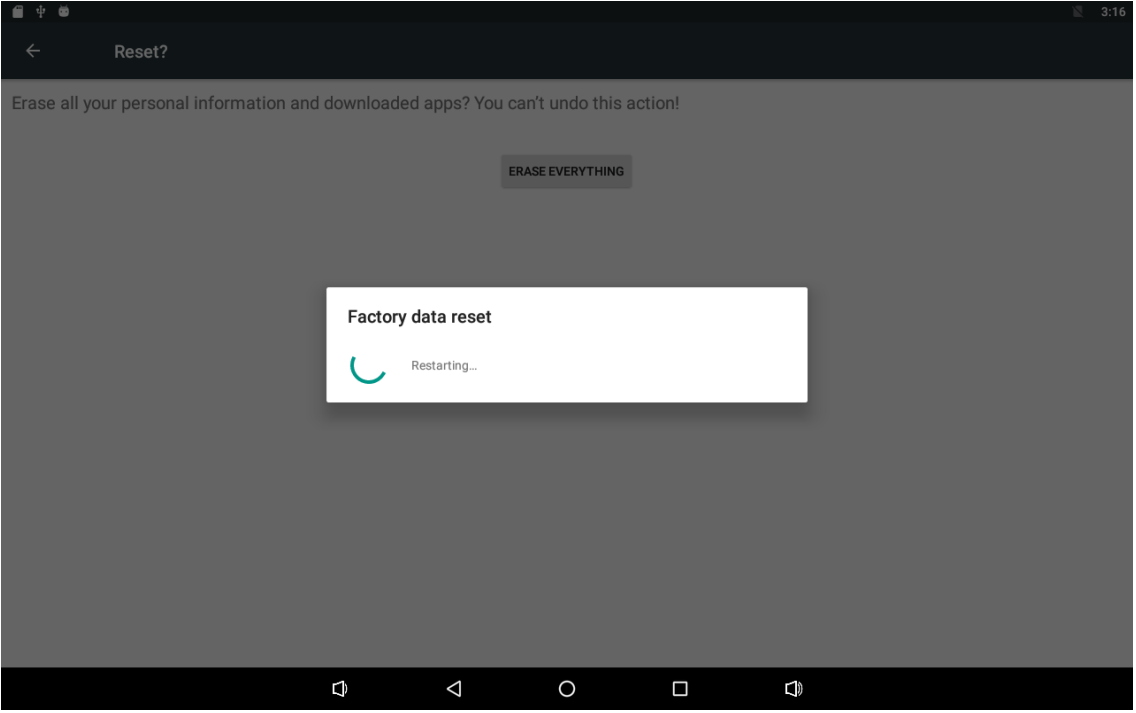 3:16
Reset?
Erase all your personal information and downloaded apps? You can’t undo this action!
ERASE EVERYTHING
Factory data reset
Restarting...